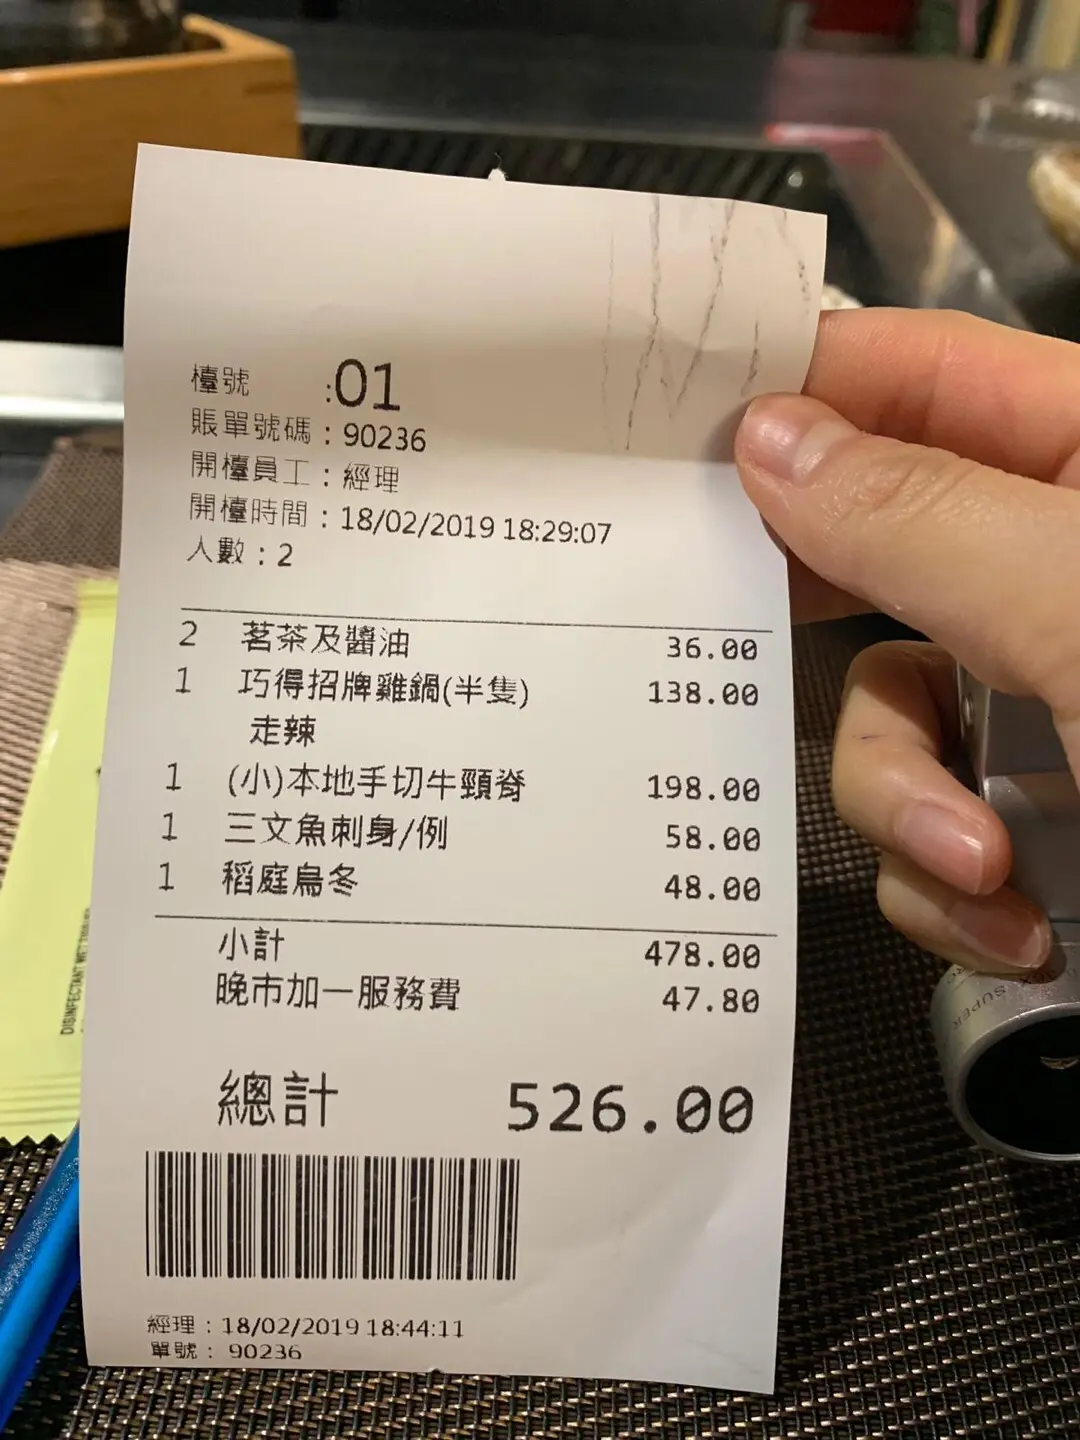 檯號 :01
賬單號碼：90236
開檯員工：經理
開檯時間：18/02/2019 18:29:07
人數：2
2 茗茶及醬油 36.00
1 巧得招牌雞鍋(半隻) 138.00
走辣
1 (小)本地手切牛頸脊 198.00
1 三文魚刺身/例 58.00
1 稻庭烏冬 48.00
小計 478.00
晚市加一服務費 47.80
總計 526.00
經理：18/02/2019 18:44:11
單號：90236
DISINFECTANT WET TISSUES
SUPER